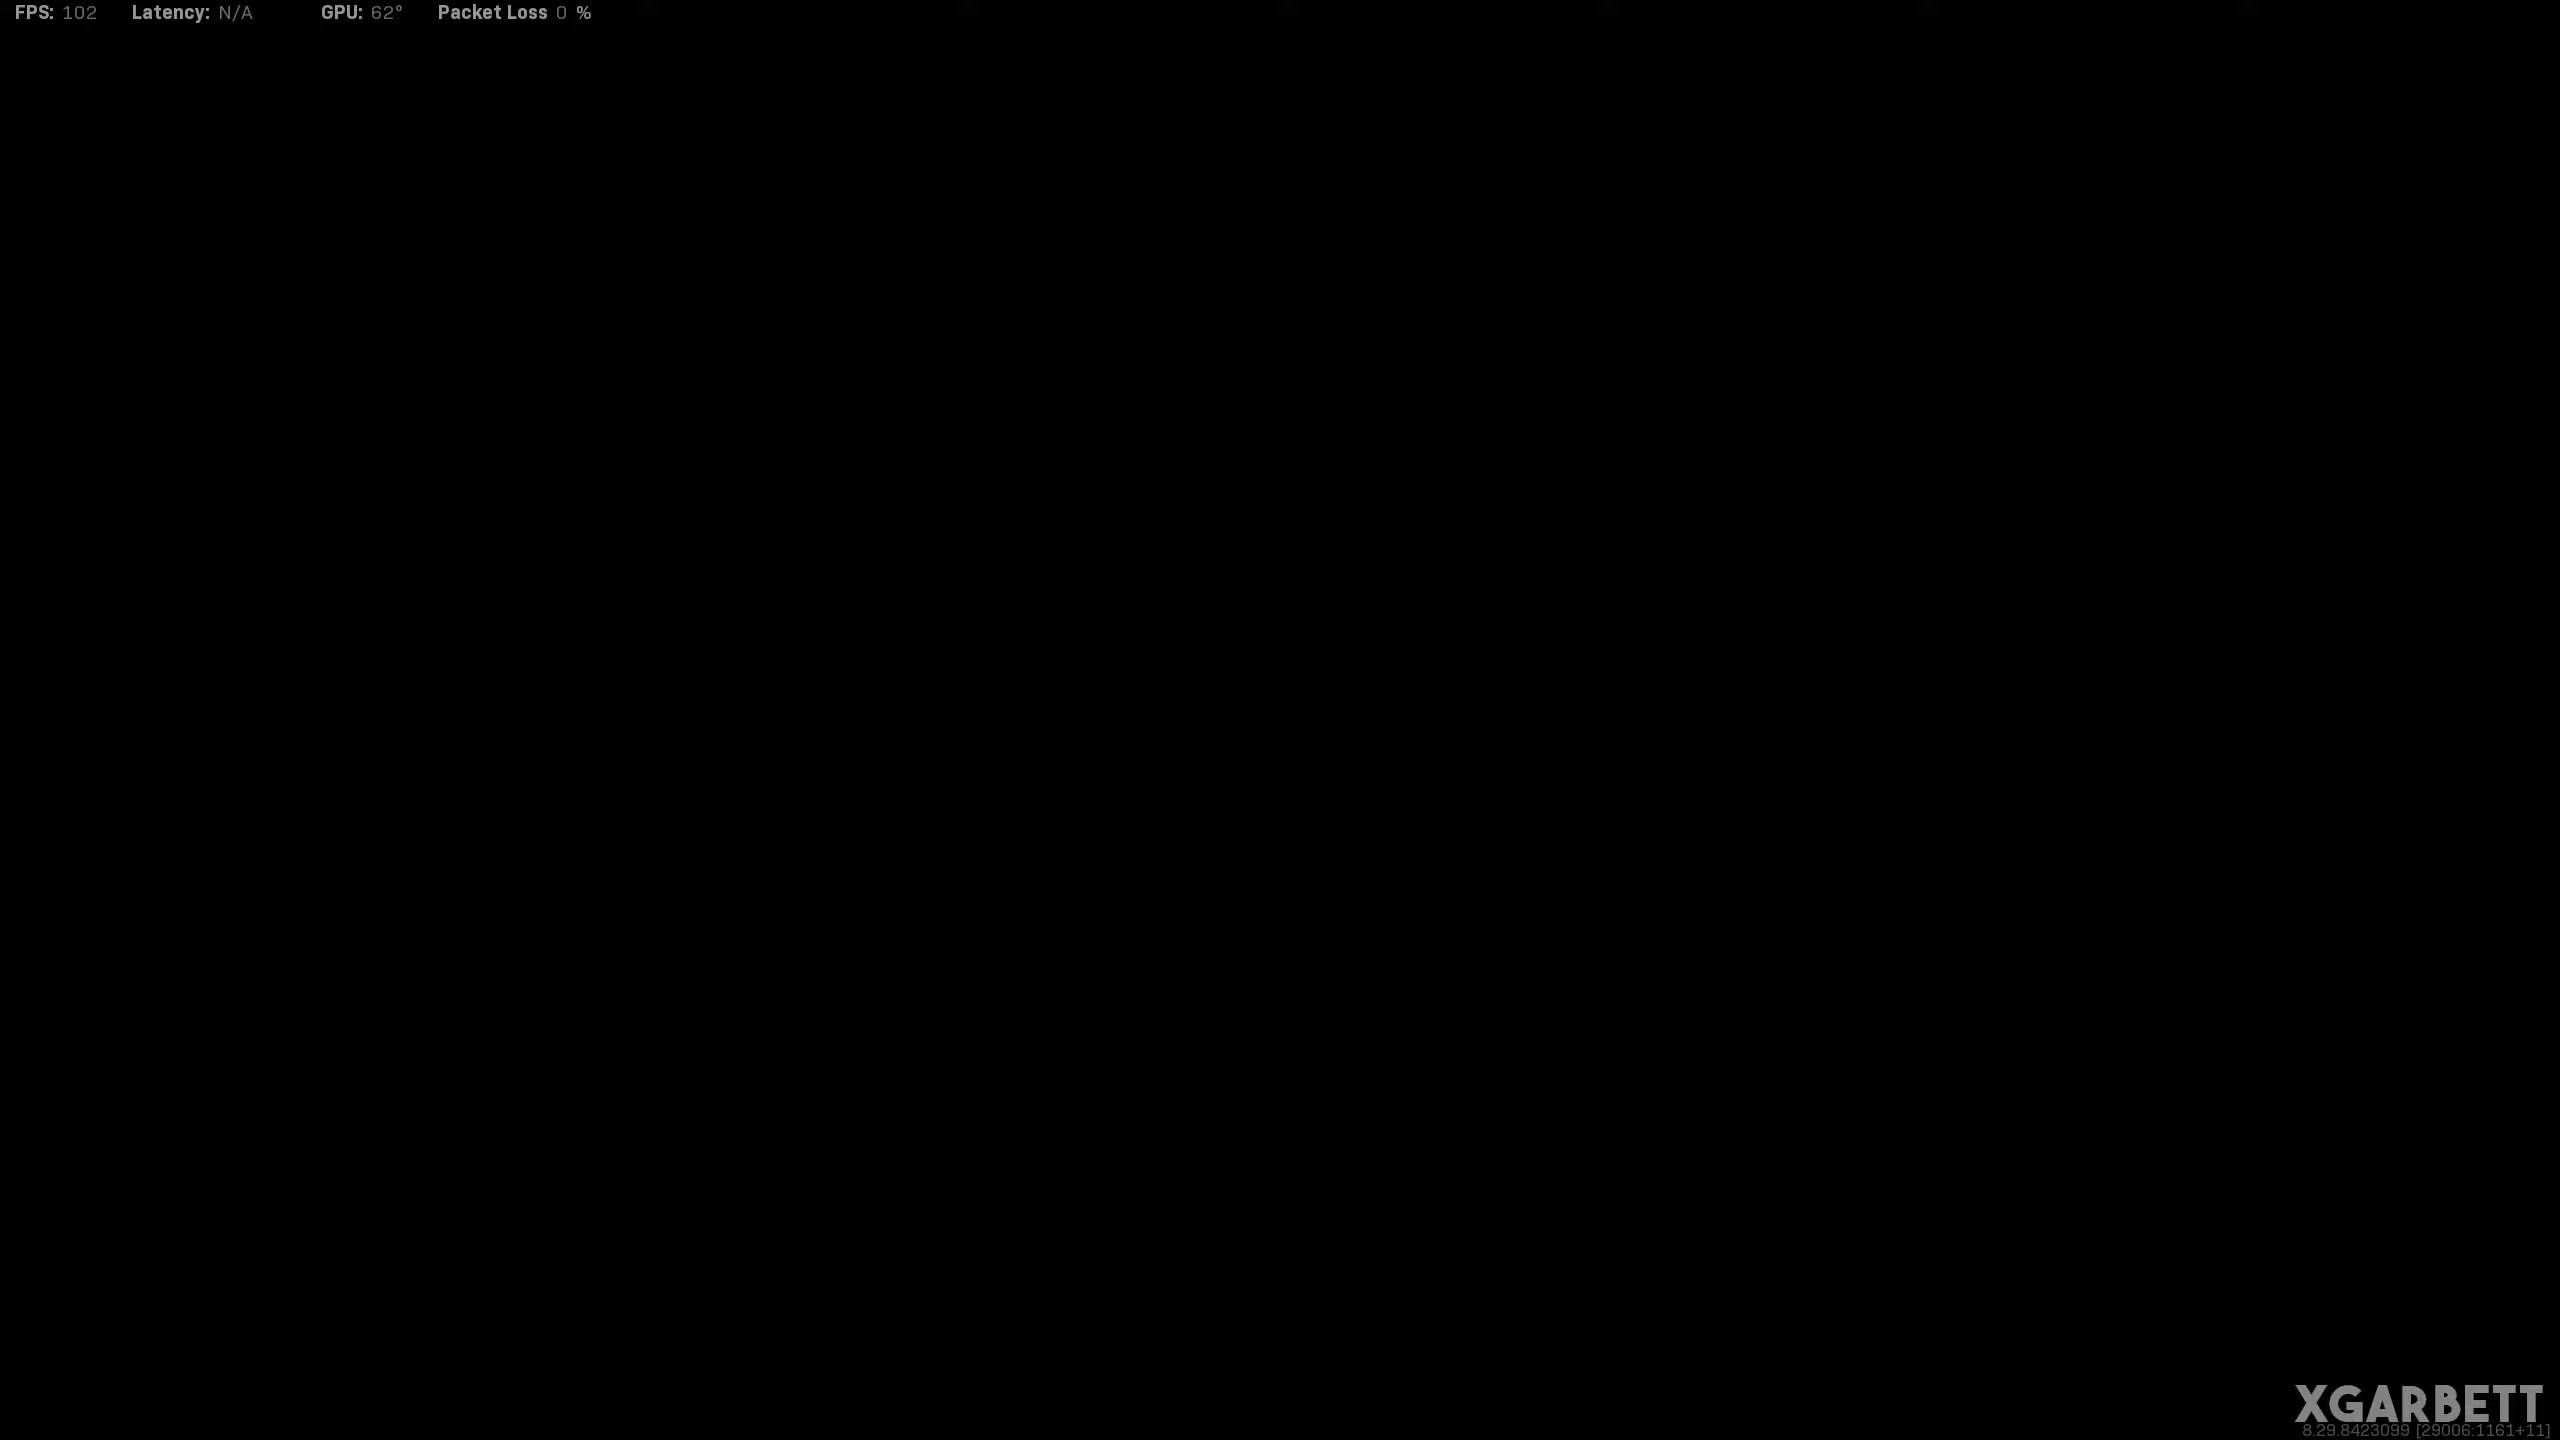 FPS: 102 Latency: N/A GPU: 62° Packet Loss 0 %
XGARBETT
8.29.8423099 [29006:1161+11]